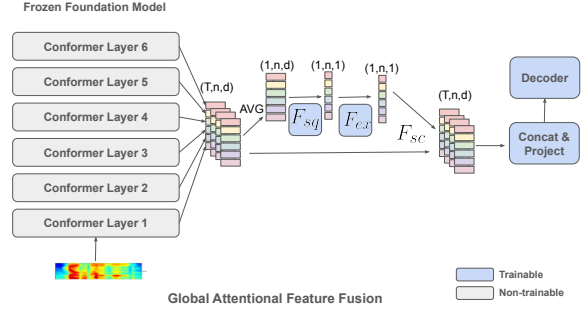 Frozen Foundation Model
Conformer Layer 6
Conformer Layer 5
Conformer Layer 4
Conformer Layer 3
Conformer Layer 2
Conformer Layer 1
(T,n,d)
AVG
(1,n,d)
F_sq
(1,n,1)
F_ex
(1,n,1)
F_sc
(T,n,d)
Decoder
Concat &
Project
Trainable
Non-trainable
Global Attentional Feature Fusion